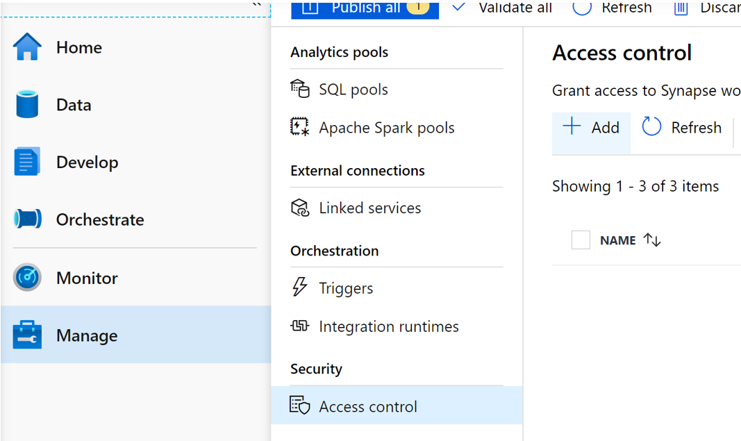 Home
Data
Develop
Orchestrate
Monitor
Manage
Publish all 1
Validate all
Refresh
Discar
Analytics pools
SQL pools
Apache Spark pools
External connections
Linked services
Orchestration
Triggers
Integration runtimes
Security
Access control
Access control
Grant access to Synapse wo
Add
Refresh
Showing 1 - 3 of 3 items
NAME